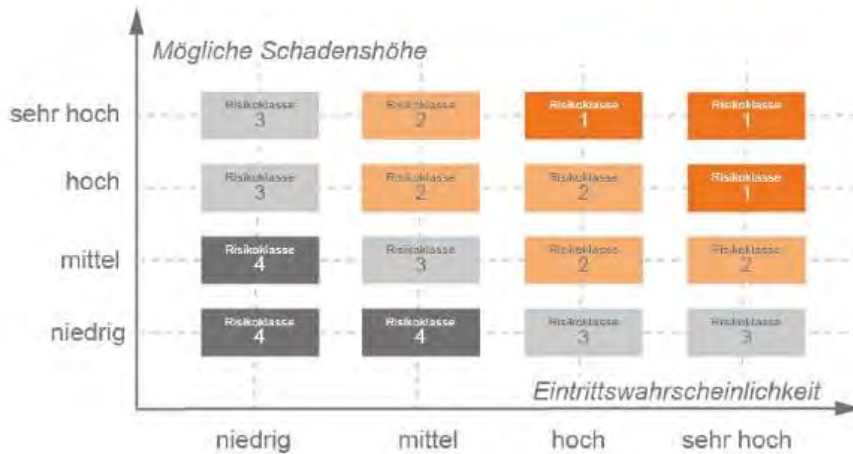 Mögliche Schadenshöhe
sehr hoch
Risikoklasse Risikoklasse Risikoklasse Risikoklasse
3 2 1 1
hoch
Risikoklasse Risikoklasse Risikoklasse Risikoklasse
3 2 2 1
mittel
Risikoklasse Risikoklasse Risikoklasse Risikoklasse
4 3 2 2
niedrig
Risikoklasse Risikoklasse Risikoklasse Risikoklasse
4 4 3 3
Eintrittswahrscheinlichkeit
niedrig mittel hoch sehr hoch